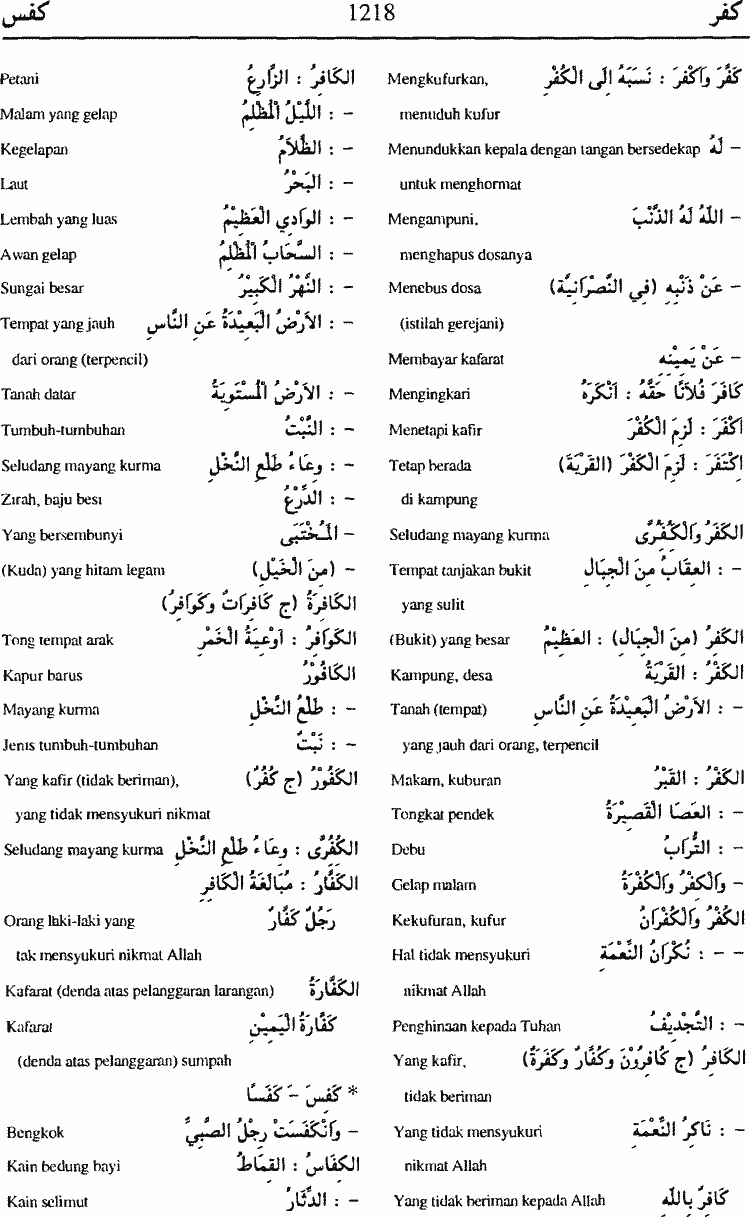 كفر 1218 كفس
كَفَّرَ وَأَكْفَرَ : نَسَبَهُ اِلَى الْكُفْرِ Mengkufurkan,
menuduh kufur
– لَهُ Menundukkan kepala dengan tangan bersedekap
untuk menghormat
– اللّٰهُ لَهُ الذَّنْبَ Mengampuni,
menghapus dosanya
– عَنْ ذَنْبِهِ (فِي النَّصْرَانِيَّةِ) Menebus dosa
(istilah gerejani)
– عَنْ يَمِيْنِهِ Membayar kafarat
كَافَرَ فُلَانًا حَقَّهُ : اَنْكَرَهُ Mengingkari
اَكْفَرَ : لَزِمَ الْكُفْرَ Menetapi kafir
اِكْتَفَرَ : لَزِمَ الْكَفْرَ (القَرْيَةَ) Tetap berada
di kampung
الكَفَرُ وَالْكُفُرَّى Seludang mayang kurma
– : العِقَابُ مِنَ الْجِبَالِ Tempat tanjakan bukit
yang sulit
الكَفِرُ (مِنَ الْجِبَالِ) : العَظِيْمُ (Bukit) yang besar
الكَفْرُ : القَرْيَةُ Kampung, desa
– : الاَرْضُ الْبَعِيْدَةُ عَنِ النَّاسِ Tanah (tempat)
yang jauh dari orang, terpencil
الكَفْرُ : القَبْرُ Makam, kuburan
– : العَصَا الْقَصِيْرَةُ Tongkat pendek
– : التُّرَابُ Debu
– وَالْكِفْرُ وَالْكَفْرَةُ Gelap malam
الكُفْرُ وَالْكُفْرَانُ Kekufuran, kufur
– – : نُكْرَانُ النِّعْمَةِ Hal tidak mensyukuri
nikmat Allah
– : التَّجْدِيْفُ Penghinaan kepada Tuhan
الكَافِرُ (ج كَافِرُوْنَ وَكُفَّارٌ وَكَفَرَةٌ) Yang kafir,
tidak beriman
– : نَاكِرُ النِّعْمَةِ Yang tidak mensyukuri
nikmat Allah
كَافِرٌ بِاللّٰهِ Yang tidak beriman kepada Allah
الكَافِرُ : الزَّارِعُ Petani
– : اللَّيْلُ الْمُظْلِمُ Malam yang gelap
– : الظَّلَامُ Kegelapan
– : البَحْرُ Laut
– : الوَادِي الْعَظِيْمُ Lembah yang luas
– : السَّحَابُ الْمُظْلِمُ Awan gelap
– : النَّهْرُ الْكَبِيْرُ Sungai besar
– : الاَرْضُ الْبَعِيْدَةُ عَنِ النَّاسِ Tempat yang jauh
dari orang (terpencil)
– : الاَرْضُ الْمُسْتَوِيَةُ Tanah datar
– : النَّبْتُ Tumbuh-tumbuhan
– : وِعَاءُ طَلْعِ النَّخْلِ Seludang mayang kurma
– : الدِّرْعُ Zirah, baju besi
– الْمُخْتَبَى Yang bersembunyi
– (مِنَ الْخَيْلِ) (Kuda) yang hitam legam
الكَافِرَةُ (ج كَافِرَاتٌ وَكَوَافِرُ)
الكَوَافِرُ : اَوْعِيَةُ الْخَمْرِ Tong tempat arak
الكَافُوْرُ Kapur barus
– : طَلْعُ النَّخْلِ Mayang kurma
– : نَبْتٌ Jenis tumbuh-tumbuhan
الكَفُوْرُ (ج كُفُرٌ) Yang kafir (tidak beriman),
yang tidak mensyukuri nikmat
الكُفُرَّى : وِعَاءُ طَلْعِ النَّخْلِ Seludang mayang kurma
الكَفَّارُ : مُبَالَغَةُ الْكَافِرِ
رَجُلٌ كَفَّارٌ Orang laki-laki yang
tak mensyukuri nikmat Allah
الكَفَّارَةُ Kafarat (denda atas pelanggaran larangan)
كَفَّارَةُ الْيَمِيْنِ Kafarat
(denda atas pelanggaran) sumpah
* كَفِسَ – كَفَسًا
– وَانْكَفَسَتْ رِجْلُ الصَّبِيِّ Bengkok
الكِفَاسُ : القِمَاطُ Kain bedung bayi
– : الدِّثَارُ Kain selimut